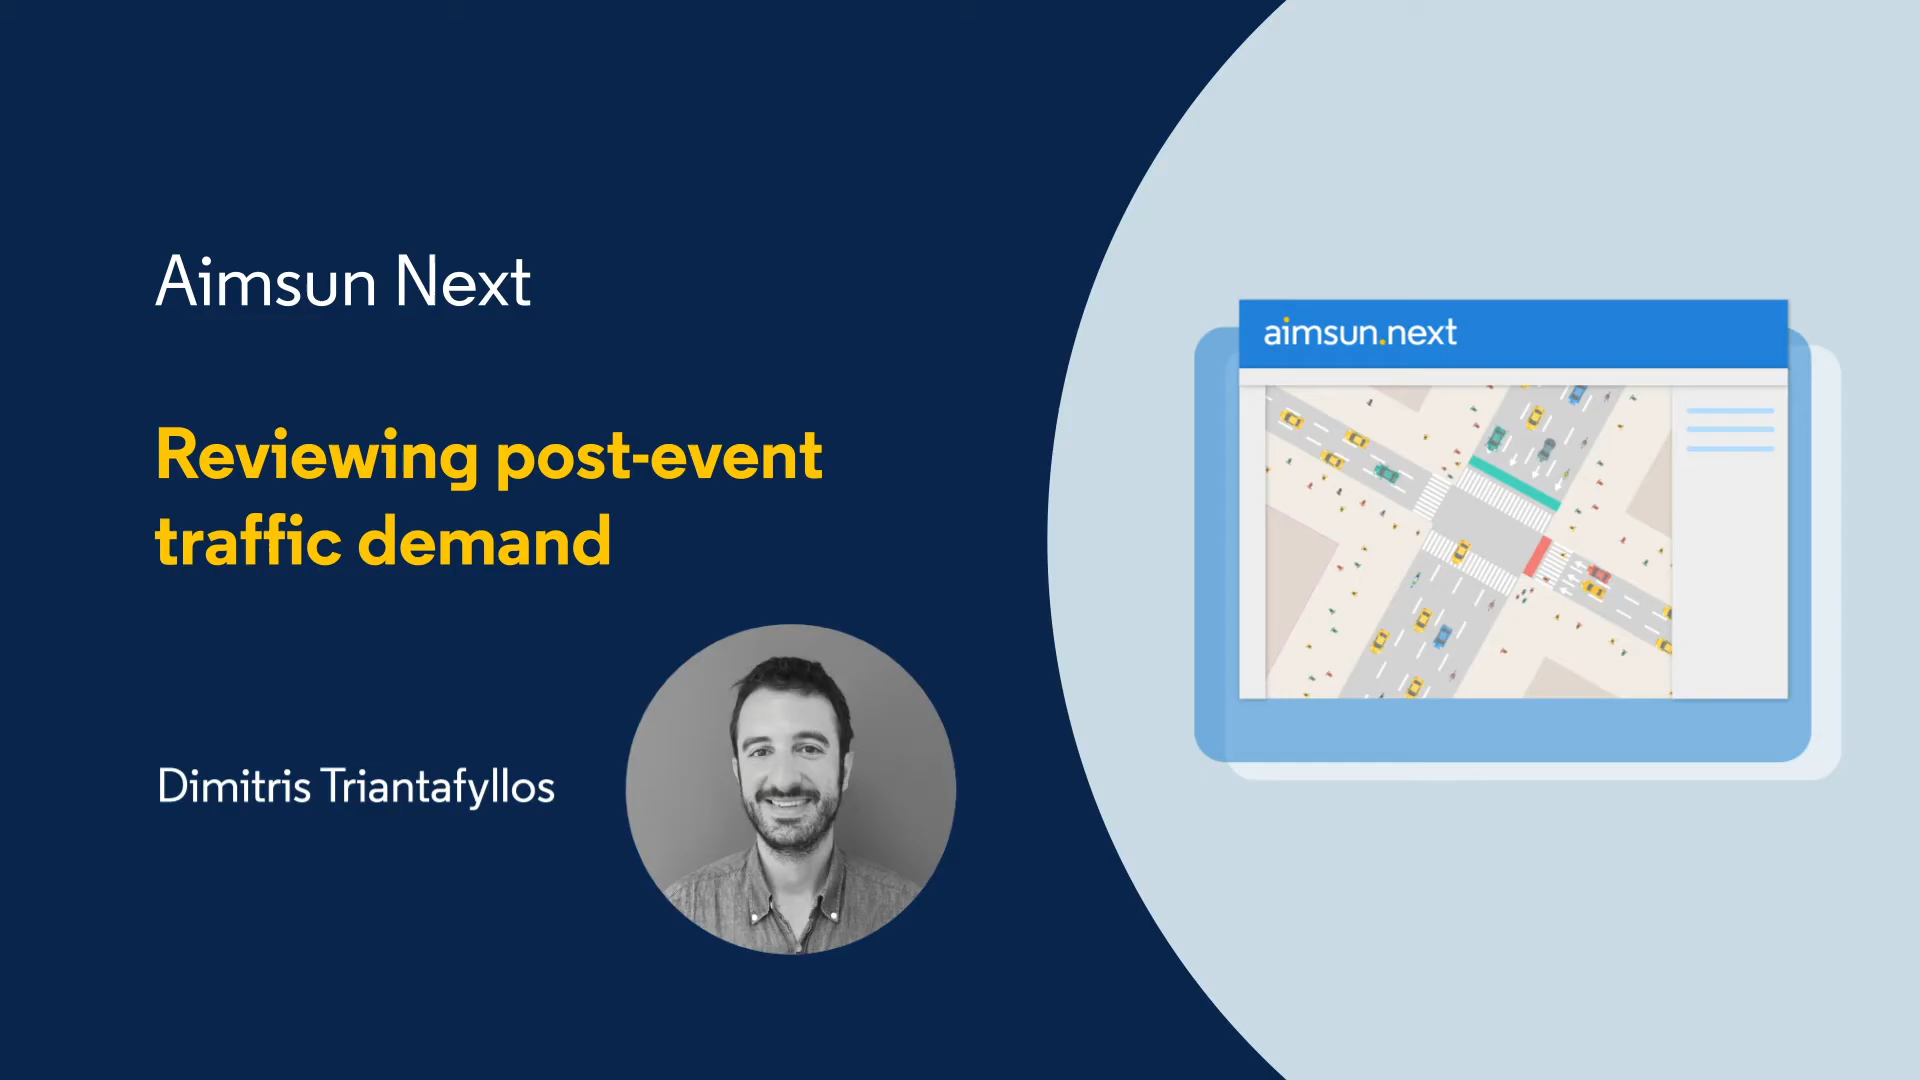 Aimsun Next
Reviewing post-event
traffic demand
Dimitris Triantafyllos
aimsun.next